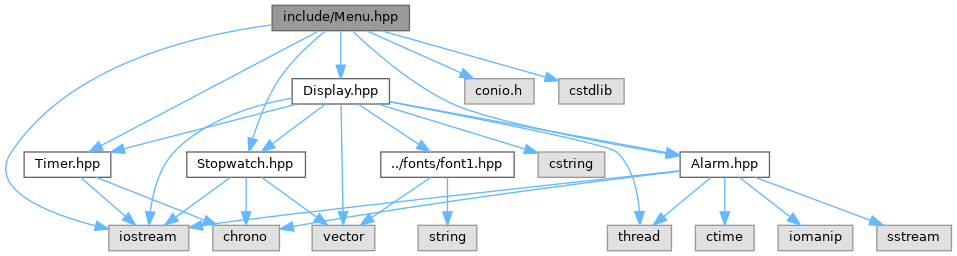 include/Menu.hpp
Display.hpp
conio.h
cstdlib
Timer.hpp
Stopwatch.hpp
../fonts/font1.hpp
cstring
Alarm.hpp
iostream
chrono
vector
string
thread
ctime
iomanip
sstream